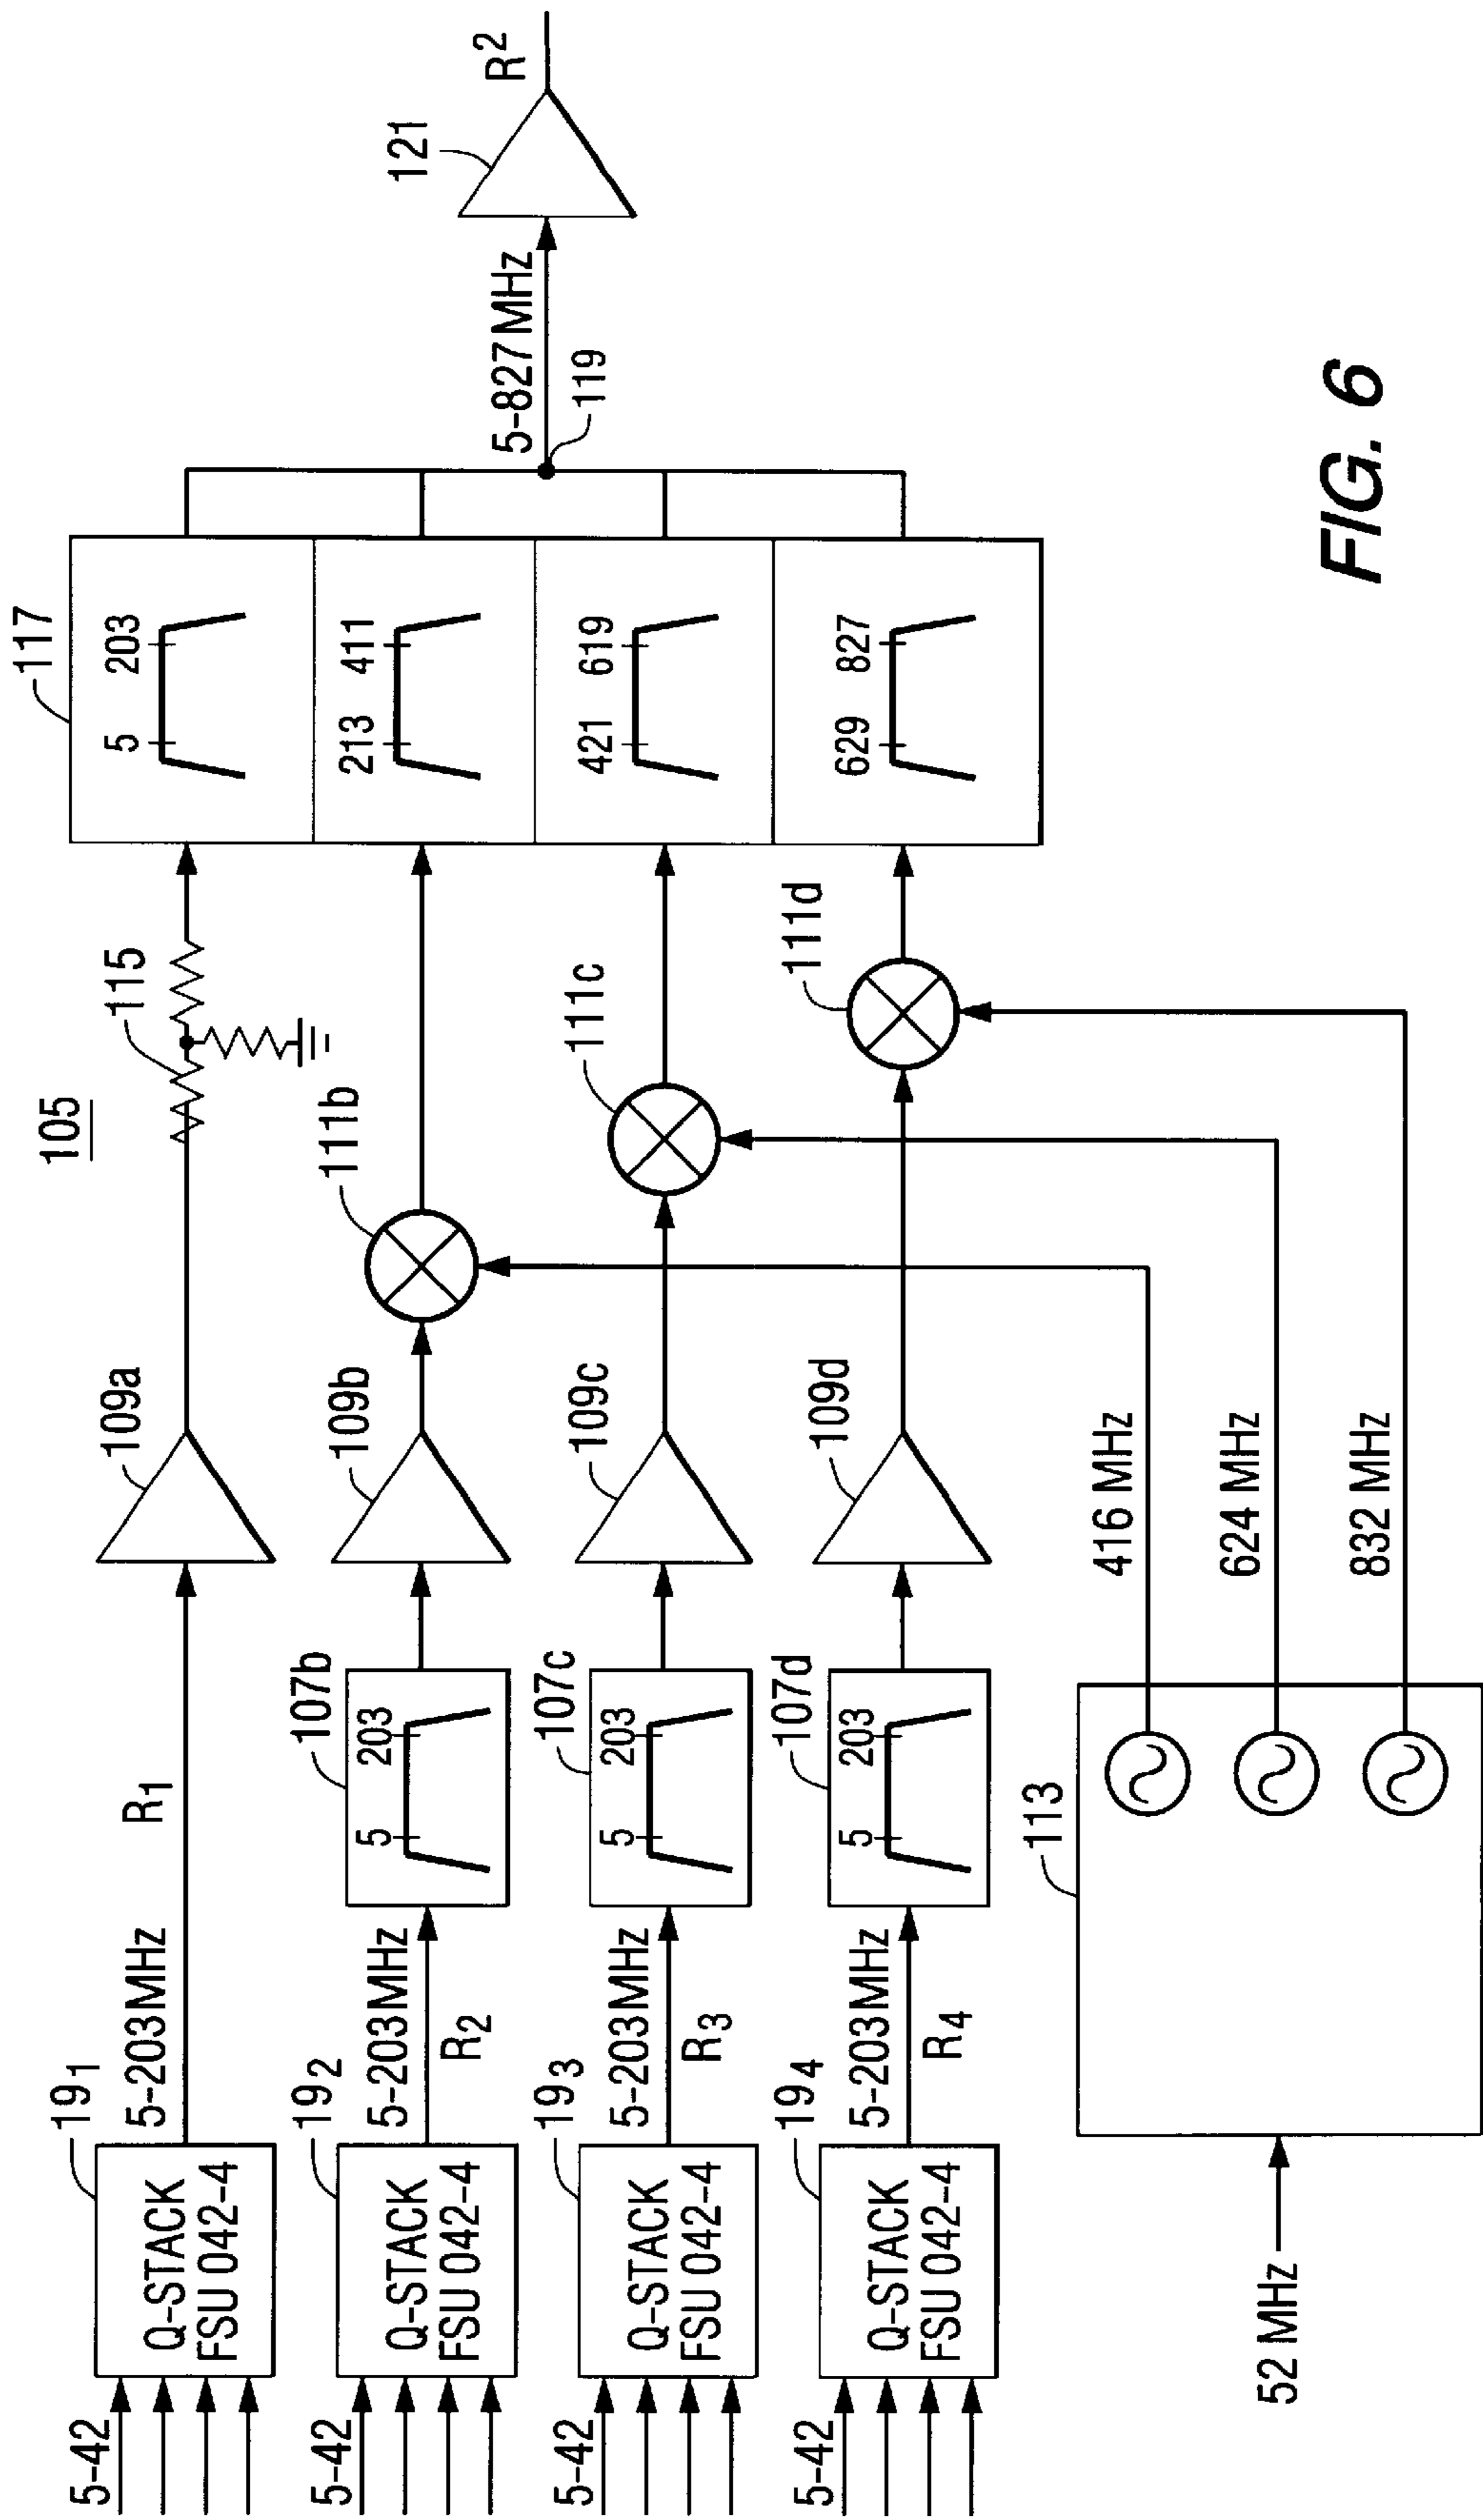 105
5-42
Q-STACK
FSU 042-4
19₁
5-203MHz
R₁
109a
115
117
5 203
5-42
Q-STACK
FSU 042-4
19₂
5-203MHz
R₂
107b
5 203
109b
111b
213 411
5-42
Q-STACK
FSU 042-4
19₃
5-203MHz
R₃
107c
5 203
109c
111c
421 619
5-42
Q-STACK
FSU 042-4
19₄
5-203MHz
R₄
107d
5 203
109d
111d
629 827
5-827MHz
119
121
R²
52 MHz
113
416 MHz
624 MHz
832 MHz
FIG. 6